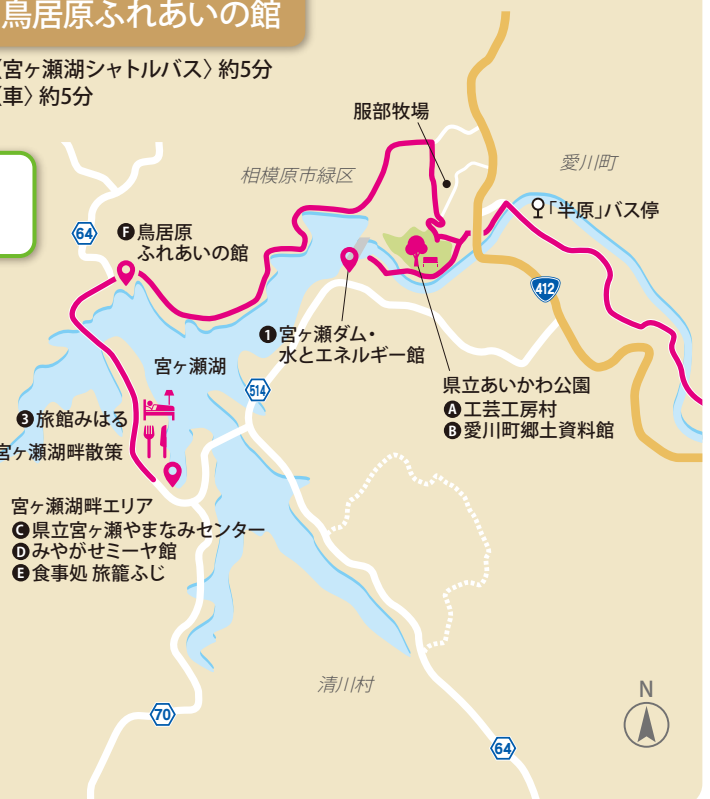 鳥居原ふれあいの館
〈宮ヶ瀬湖シャトルバス〉約5分
〈車〉約5分
服部牧場
愛川町
相模原市緑区
「半原」バス停
64
F 鳥居原
ふれあいの館
412
1 宮ヶ瀬ダム・
水とエネルギー館
宮ヶ瀬湖
514
県立あいかわ公園
A 工芸工房村
B 愛川町郷土資料館
3 旅館みはる
宮ヶ瀬湖畔散策
宮ヶ瀬湖畔エリア
C 県立宮ヶ瀬やまなみセンター
D みやがせミーヤ館
E 食事処 旅籠ふじ
清川村
N
70
64